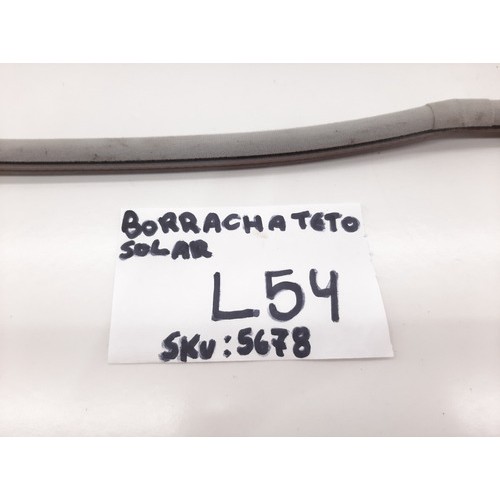 BORRACHA TETO
SOLAR
L54
SKU:5678